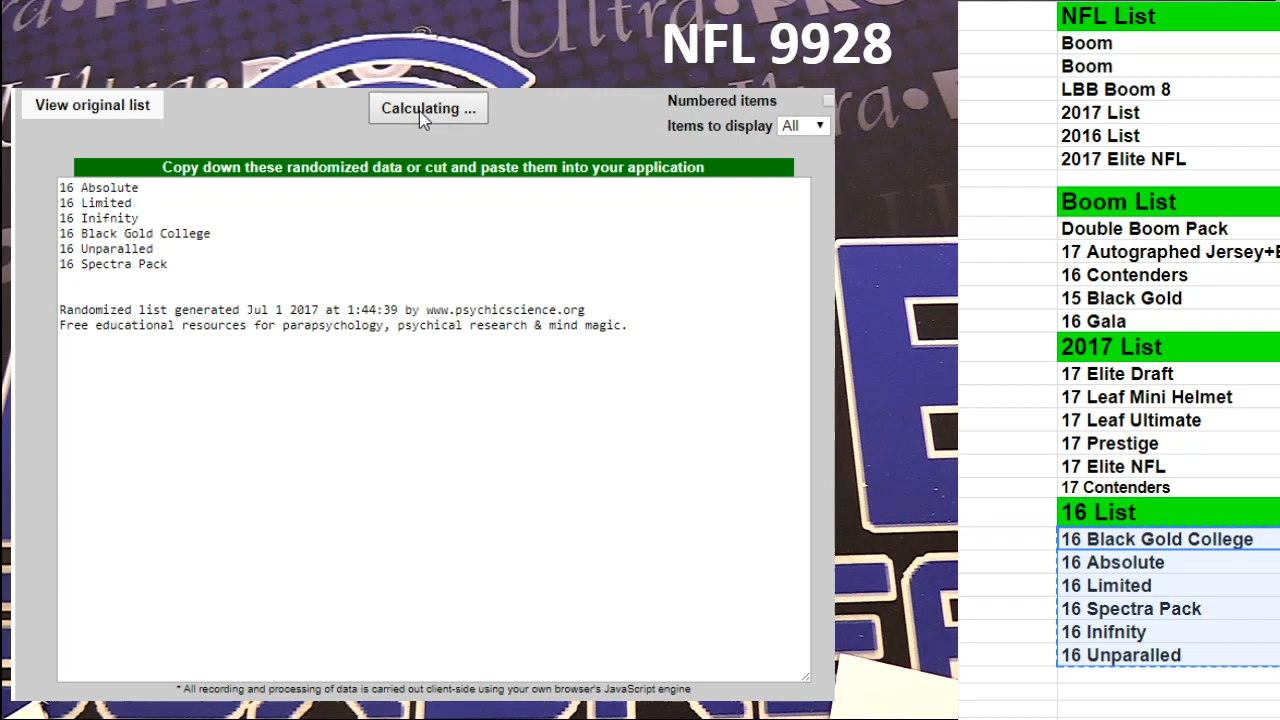 NFL 9928
View original list
Calculating ...
Numbered items
Items to display All
Copy down these randomized data or cut and paste them into your application
16 Absolute
16 Limited
16 Inifnity
16 Black Gold College
16 Unparalled
16 Spectra Pack
Randomized list generated Jul 1 2017 at 1:44:39 by www.psychicscience.org
Free educational resources for parapsychology, psychical research & mind magic.
* All recording and processing of data is carried out client-side using your own browser's JavaScript engine
NFL List
Boom
Boom
LBB Boom 8
2017 List
2016 List
2017 Elite NFL
Boom List
Double Boom Pack
17 Autographed Jersey+
16 Contenders
15 Black Gold
16 Gala
2017 List
17 Elite Draft
17 Leaf Mini Helmet
17 Leaf Ultimate
17 Prestige
17 Elite NFL
17 Contenders
16 List
16 Black Gold College
16 Absolute
16 Limited
16 Spectra Pack
16 Inifnity
16 Unparalled